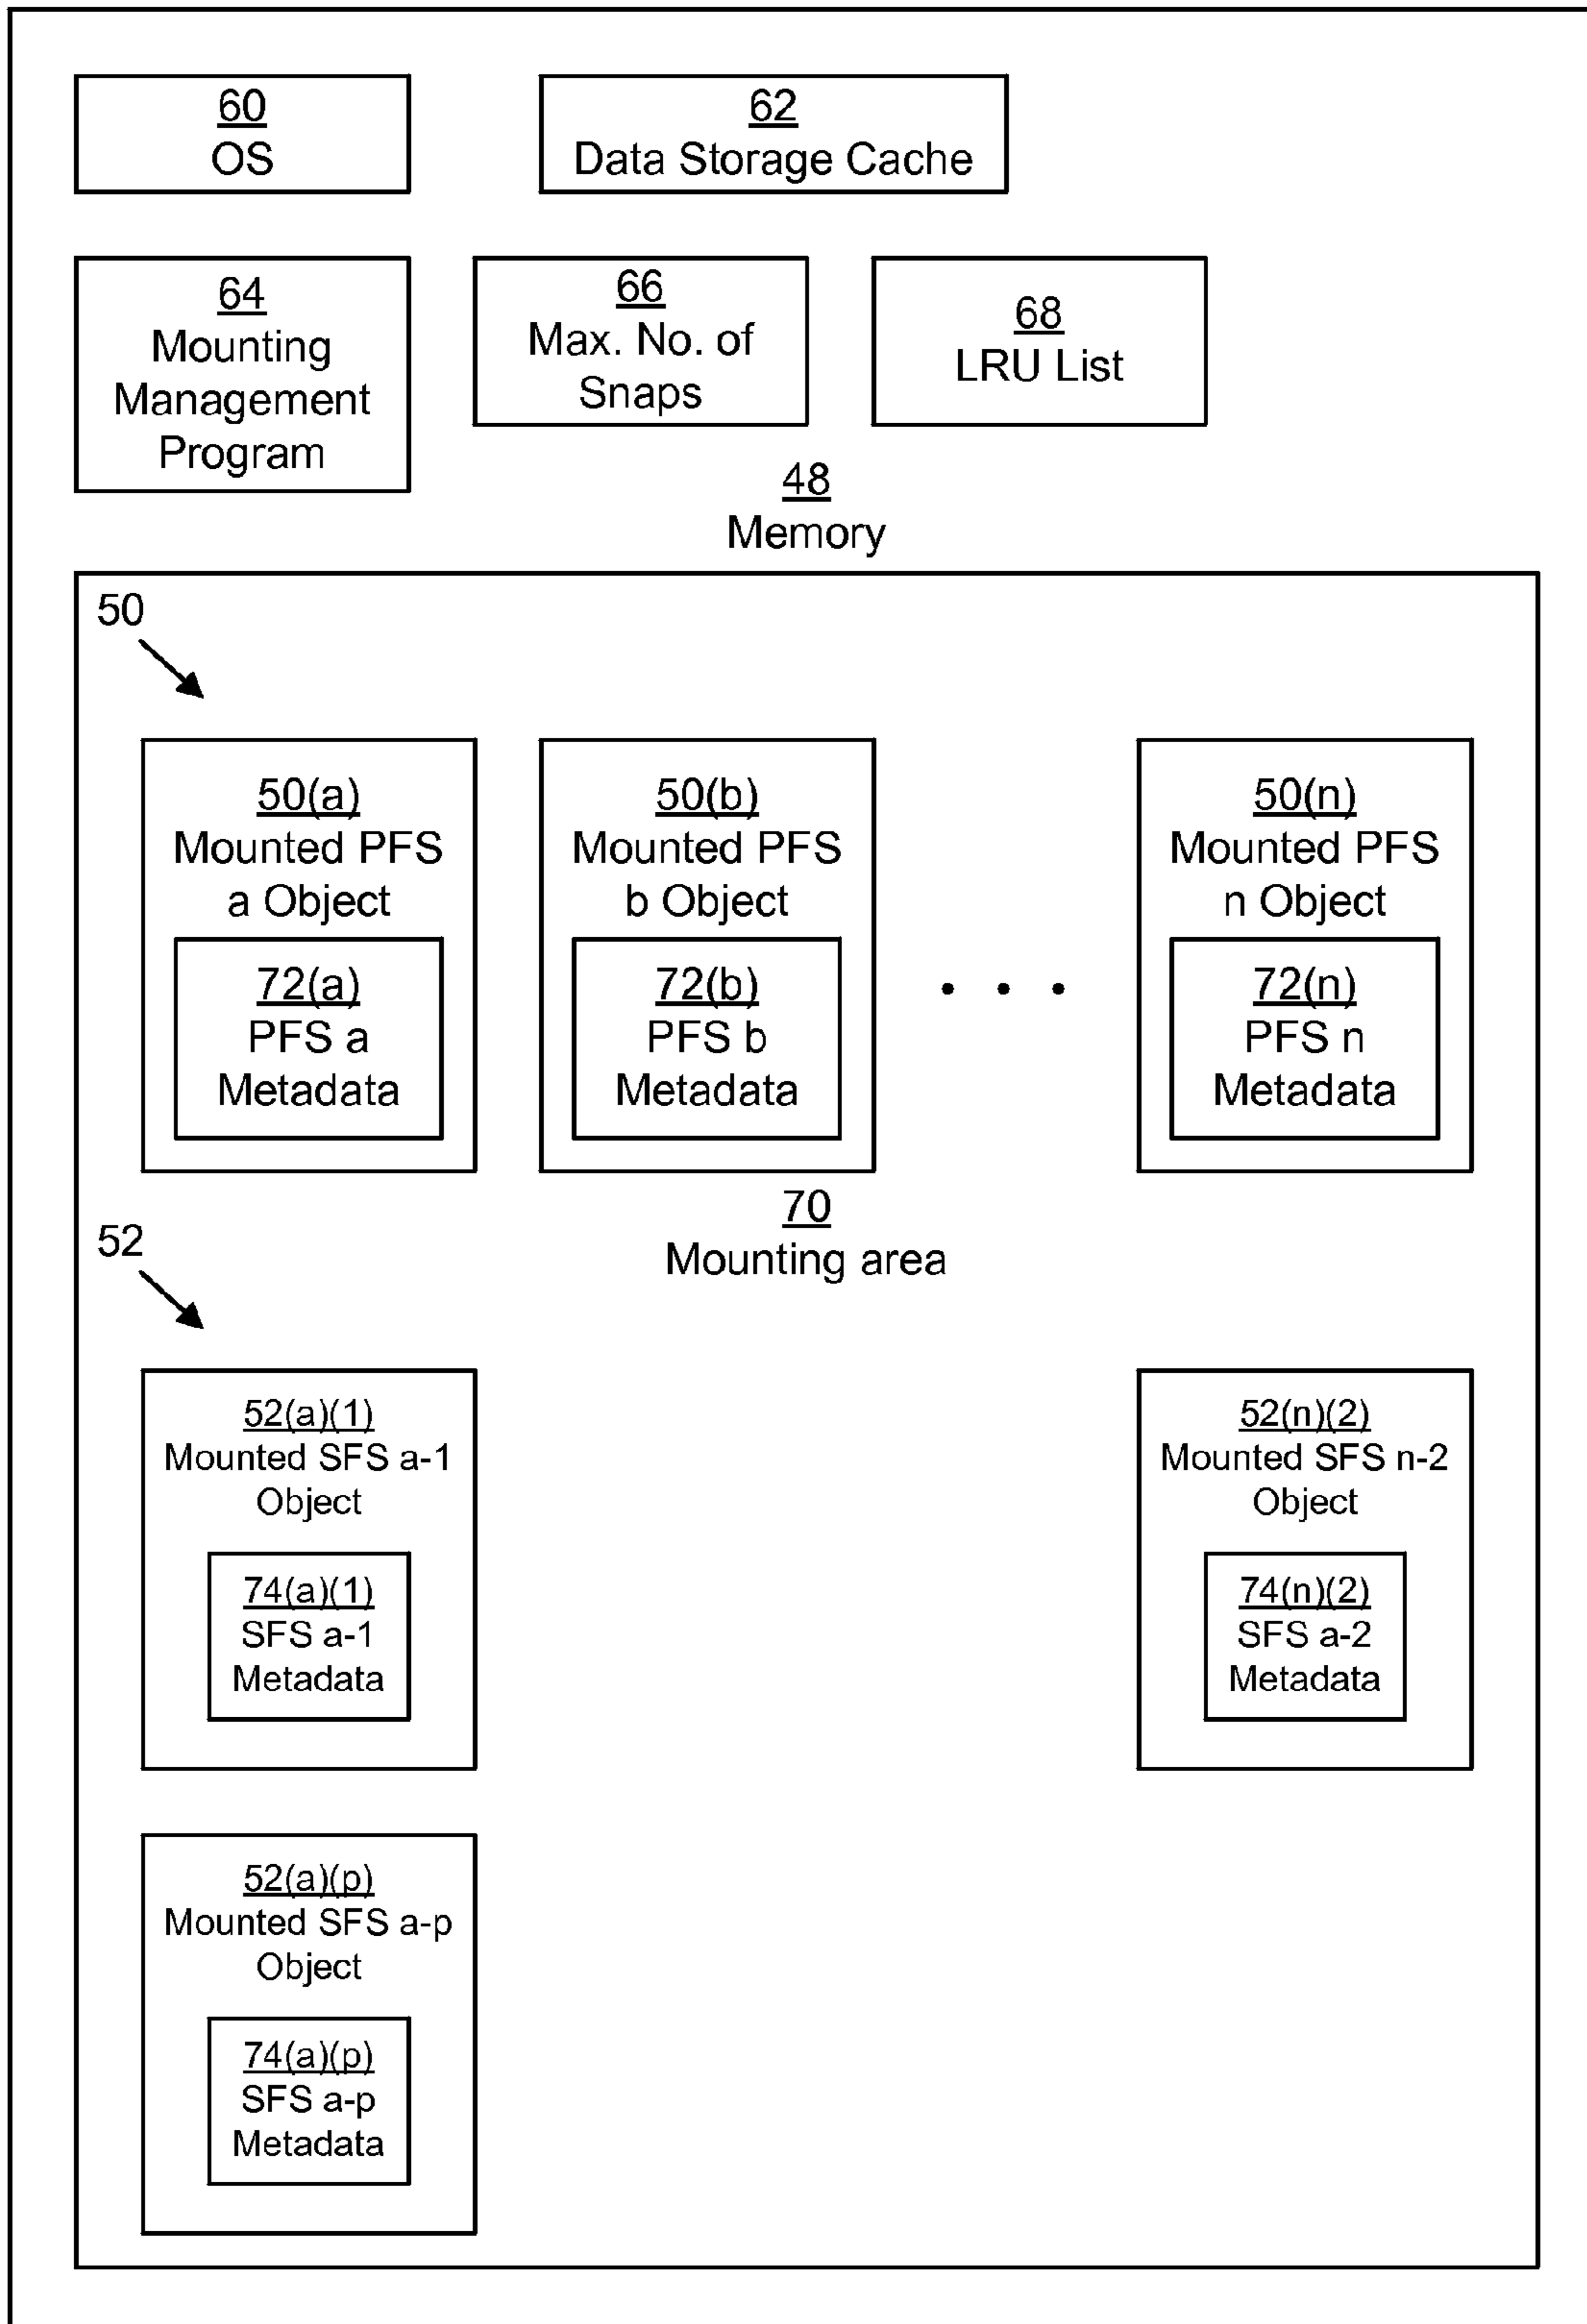 60
OS
62
Data Storage Cache
64
Mounting
Management
Program
66
Max. No. of
Snaps
68
LRU List
48
Memory
50
50(a)
Mounted PFS
a Object
72(a)
PFS a
Metadata
50(b)
Mounted PFS
b Object
72(b)
PFS b
Metadata
• • •
50(n)
Mounted PFS
n Object
72(n)
PFS n
Metadata
70
Mounting area
52
52(a)(1)
Mounted SFS a-1
Object
74(a)(1)
SFS a-1
Metadata
52(n)(2)
Mounted SFS n-2
Object
74(n)(2)
SFS a-2
Metadata
52(a)(p)
Mounted SFS a-p
Object
74(a)(p)
SFS a-p
Metadata